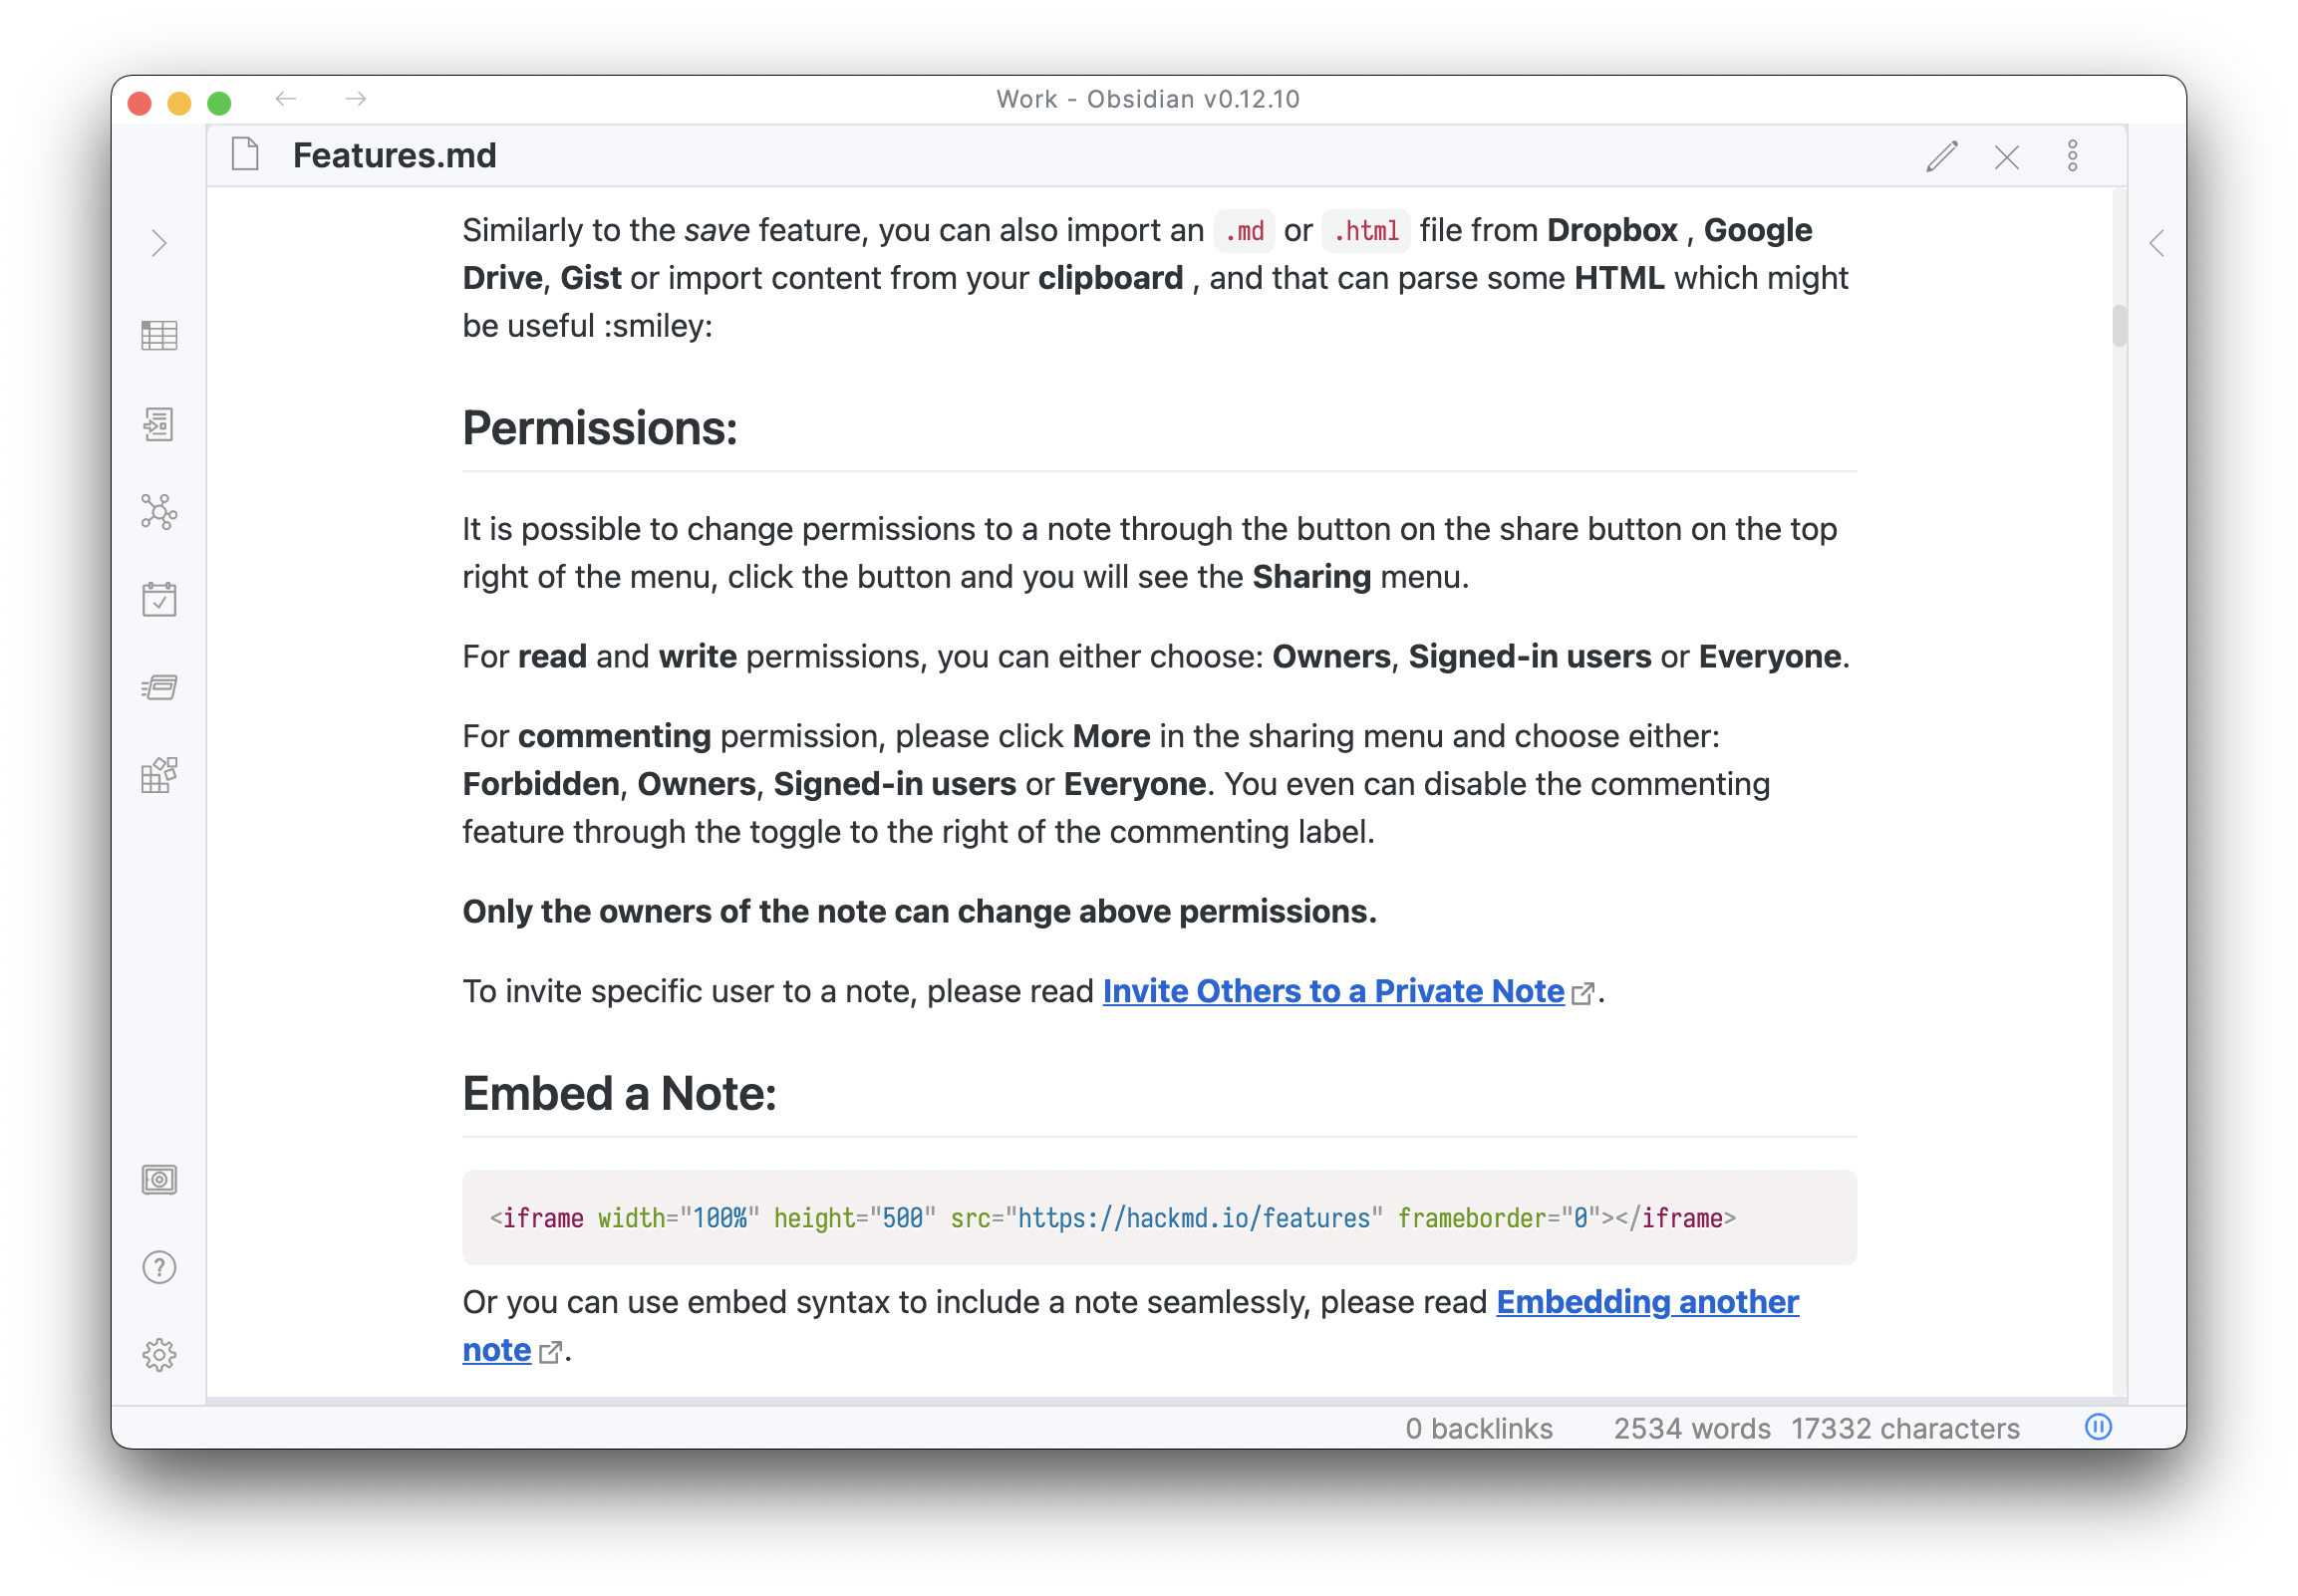 Work - Obsidian v0.12.10
Features.md
Similarly to the save feature, you can also import an .md or .html file from Dropbox , Google
Drive, Gist or import content from your clipboard , and that can parse some HTML which might
be useful :smiley:
Permissions:
It is possible to change permissions to a note through the button on the share button on the top
right of the menu, click the button and you will see the Sharing menu.
For read and write permissions, you can either choose: Owners, Signed-in users or Everyone.
For commenting permission, please click More in the sharing menu and choose either:
Forbidden, Owners, Signed-in users or Everyone. You even can disable the commenting
feature through the toggle to the right of the commenting label.
Only the owners of the note can change above permissions.
To invite specific user to a note, please read Invite Others to a Private Note.
Embed a Note:
<iframe width="100%" height="500" src="https://hackmd.io/features" frameborder="0"></iframe>
Or you can use embed syntax to include a note seamlessly, please read Embedding another
note.
0 backlinks 2534 words 17332 characters